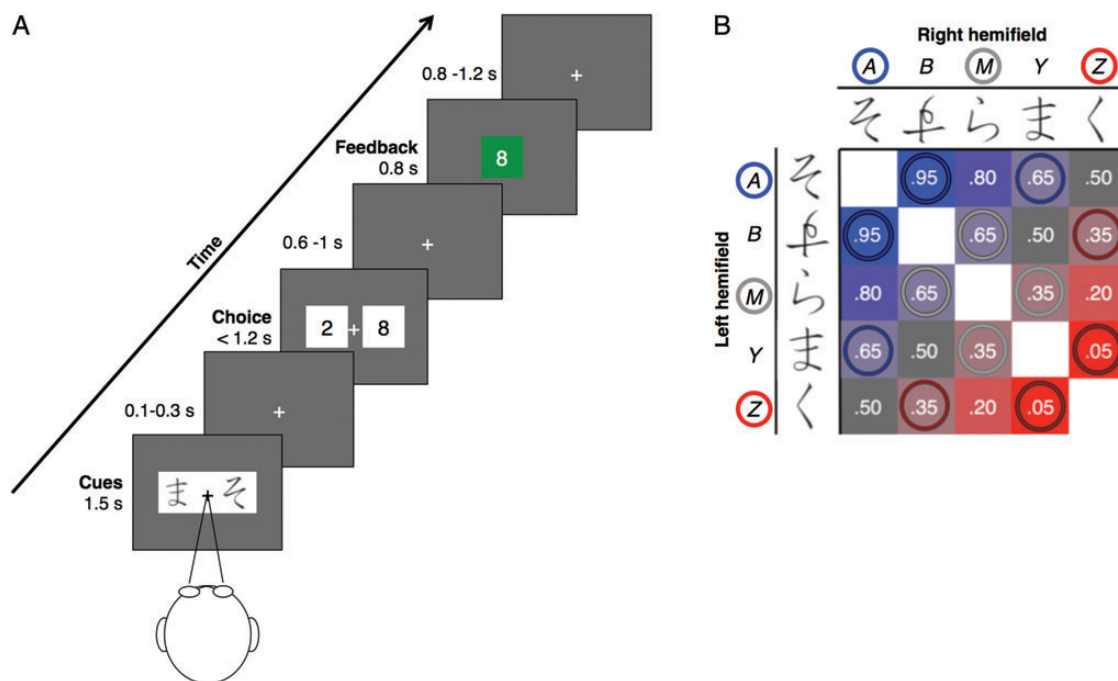 A
Time
0.8 -1.2 s
8
Feedback
0.8 s
0.6 -1 s
2 + 8
Choice
< 1.2 s
0.1-0.3 s
Cues
1.5 s
ま + そ
B
Right hemifield
A B M Y Z
そ ら ま く
Left hemifield
A そ .95 .80 .65 .50
B .95 .65 .50 .35
M ら .80 .65 .35 .20
Y ま .65 .50 .35 .05
Z く .50 .35 .20 .05